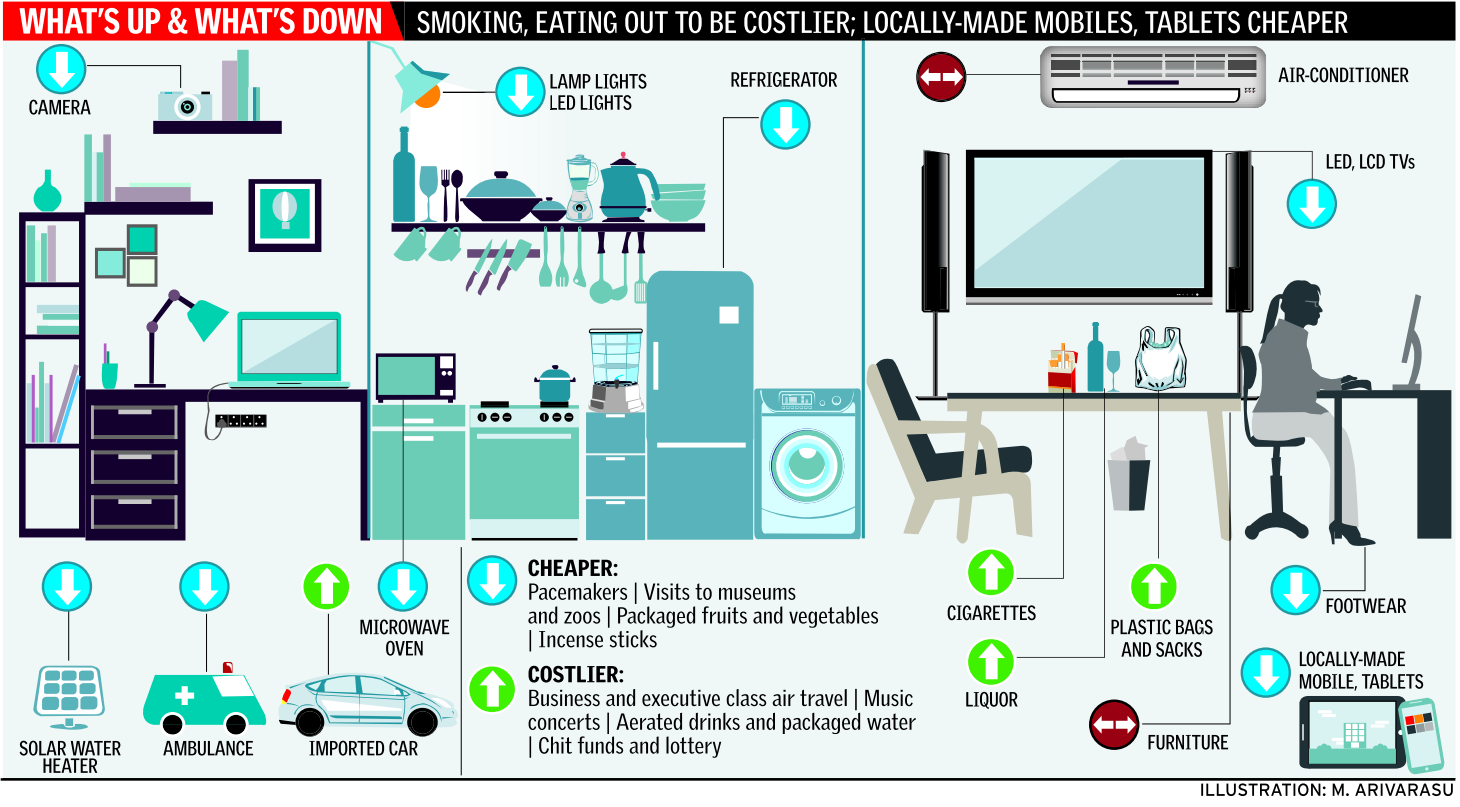 WHAT'S UP & WHAT'S DOWN
SMOKING, EATING OUT TO BE COSTLIER; LOCALLY-MADE MOBILES, TABLETS CHEAPER
CAMERA
LAMP LIGHTS
LED LIGHTS
REFRIGERATOR
AIR-CONDITIONER
LED, LCD TVs
SOLAR WATER
HEATER
AMBULANCE
IMPORTED CAR
MICROWAVE
OVEN
CHEAPER:
Pacemakers | Visits to museums
and zoos | Packaged fruits and vegetables
| Incense sticks
COSTLIER:
Business and executive class air travel | Music
concerts | Aerated drinks and packaged water
| Chit funds and lottery
CIGARETTES
LIQUOR
PLASTIC BAGS
AND SACKS
FURNITURE
FOOTWEAR
LOCALLY-MADE
MOBILE, TABLETS
ILLUSTRATION: M. ARIVARASU